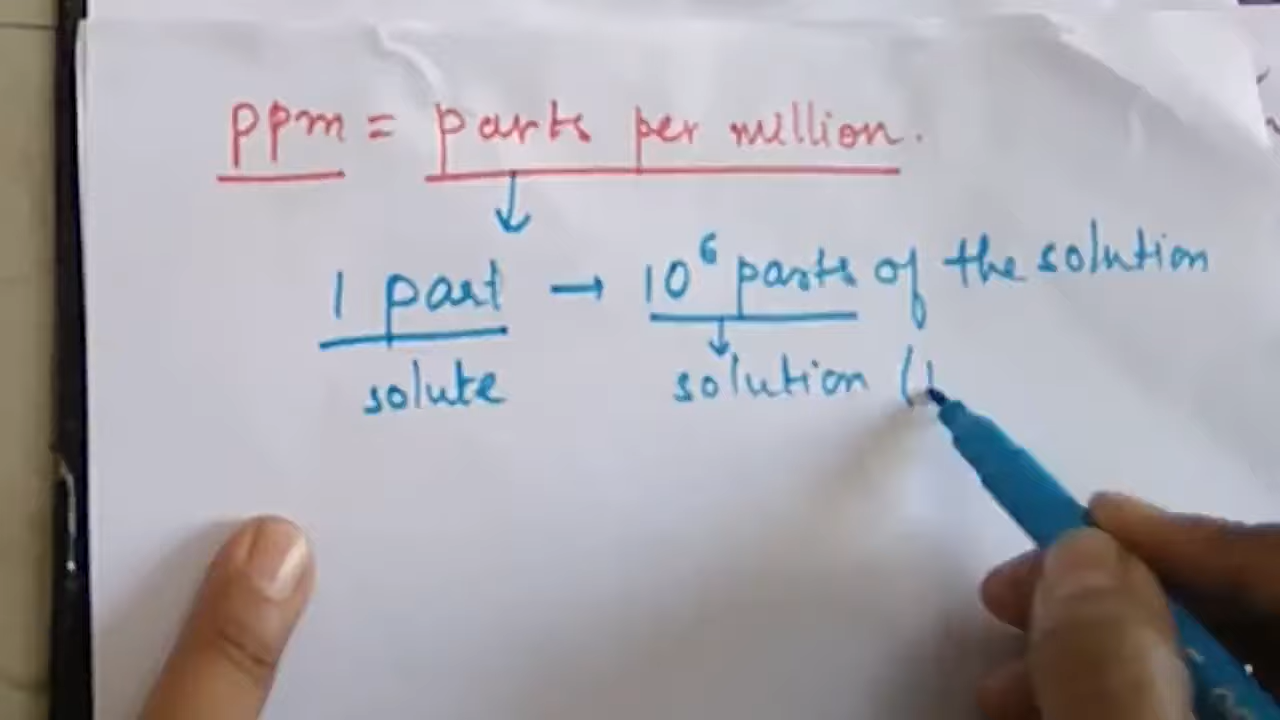 ppm = parts per million.
1 part → 10⁶ parts of the solution
solute solution (